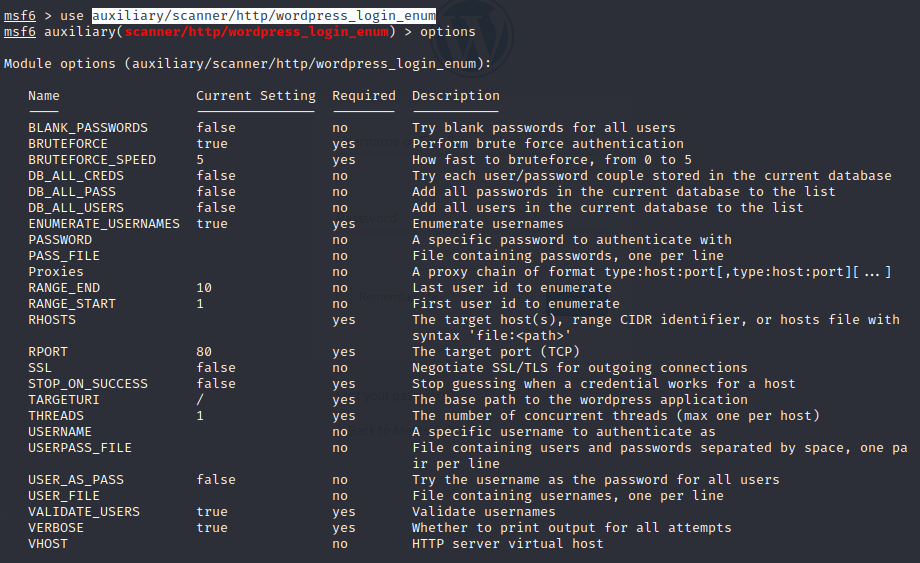 msf6 > use auxiliary/scanner/http/wordpress_login_enum
msf6 auxiliary(scanner/http/wordpress_login_enum) > options
Module options (auxiliary/scanner/http/wordpress_login_enum):
Name Current Setting Required Description
---- --------------- -------- -----------
BLANK_PASSWORDS false no Try blank passwords for all users
BRUTEFORCE true yes Perform brute force authentication
BRUTEFORCE_SPEED 5 yes How fast to bruteforce, from 0 to 5
DB_ALL_CREDS false no Try each user/password couple stored in the current database
DB_ALL_PASS false no Add all passwords in the current database to the list
DB_ALL_USERS false no Add all users in the current database to the list
ENUMERATE_USERNAMES true yes Enumerate usernames
PASSWORD no A specific password to authenticate with
PASS_FILE no File containing passwords, one per line
Proxies no A proxy chain of format type:host:port[,type:host:port][...]
RANGE_END 10 no Last user id to enumerate
RANGE_START 1 no First user id to enumerate
RHOSTS yes The target host(s), range CIDR identifier, or hosts file with
syntax 'file:<path>'
RPORT 80 yes The target port (TCP)
SSL false no Negotiate SSL/TLS for outgoing connections
STOP_ON_SUCCESS false yes Stop guessing when a credential works for a host
TARGETURI / yes The base path to the wordpress application
THREADS 1 yes The number of concurrent threads (max one per host)
USERNAME no A specific username to authenticate as
USERPASS_FILE no File containing users and passwords separated by space, one pa
ir per line
USER_AS_PASS false no Try the username as the password for all users
USER_FILE no File containing usernames, one per line
VALIDATE_USERS true yes Validate usernames
VERBOSE true yes Whether to print output for all attempts
VHOST no HTTP server virtual host